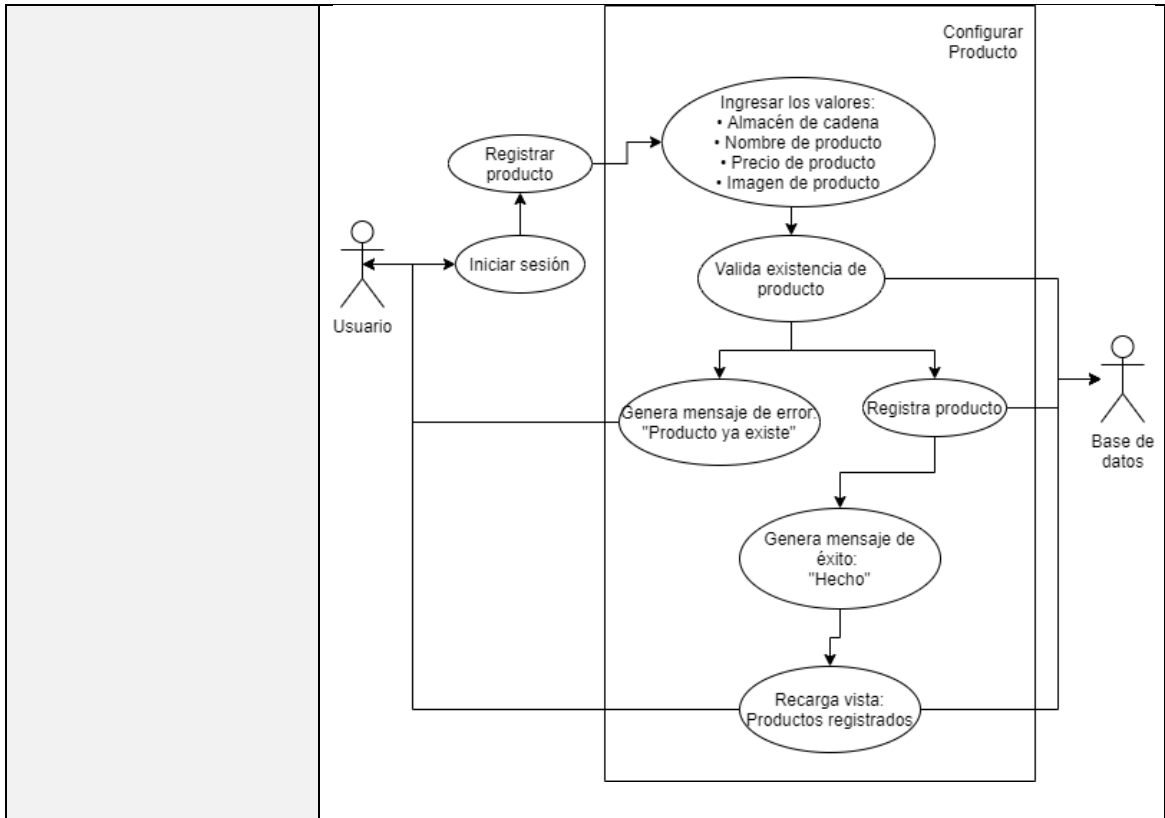 Configurar
Producto
Ingresar los valores:
• Almacén de cadena
• Nombre de producto
• Precio de producto
• Imagen de producto
Registrar
producto
Iniciar sesión
Usuario
Valida existencia de
producto
Genera mensaje de error:
"Producto ya existe"
Registra producto
Base de
datos
Genera mensaje de
éxito:
"Hecho"
Recarga vista:
Productos registrados